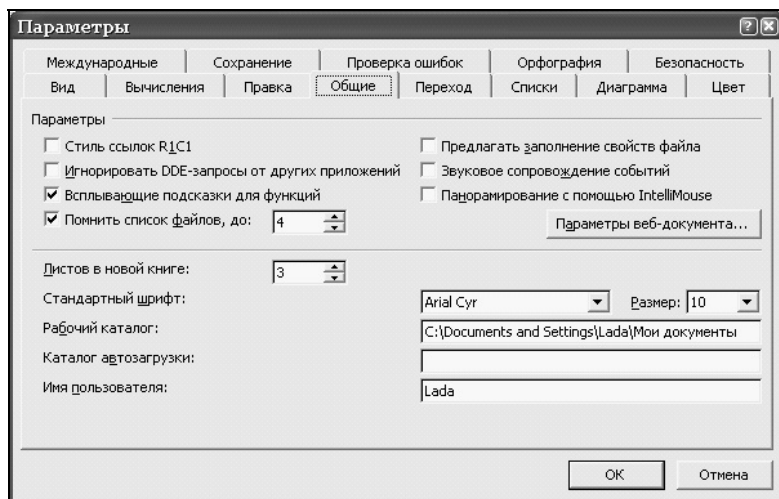 Параметры
Международные Сохранение Проверка ошибок Орфография Безопасность
Вид Вычисления Правка Общие Переход Списки Диаграмма Цвет
Параметры
Стиль ссылок R1C1 Предлагать заполнение свойств файла
Игнорировать DDE-запросы от других приложений Звуковое сопровождение событий
Всплывающие подсказки для функций Панорамирование с помощью IntelliMouse
Помнить список файлов, до: 4 Параметры веб-документа...
Листов в новой книге: 3
Стандартный шрифт: Arial Cyr Размер: 10
Рабочий каталог: C:\Documents and Settings\Lada\Мои документы
Каталог автозагрузки:
Имя пользователя: Lada
ОК Отмена